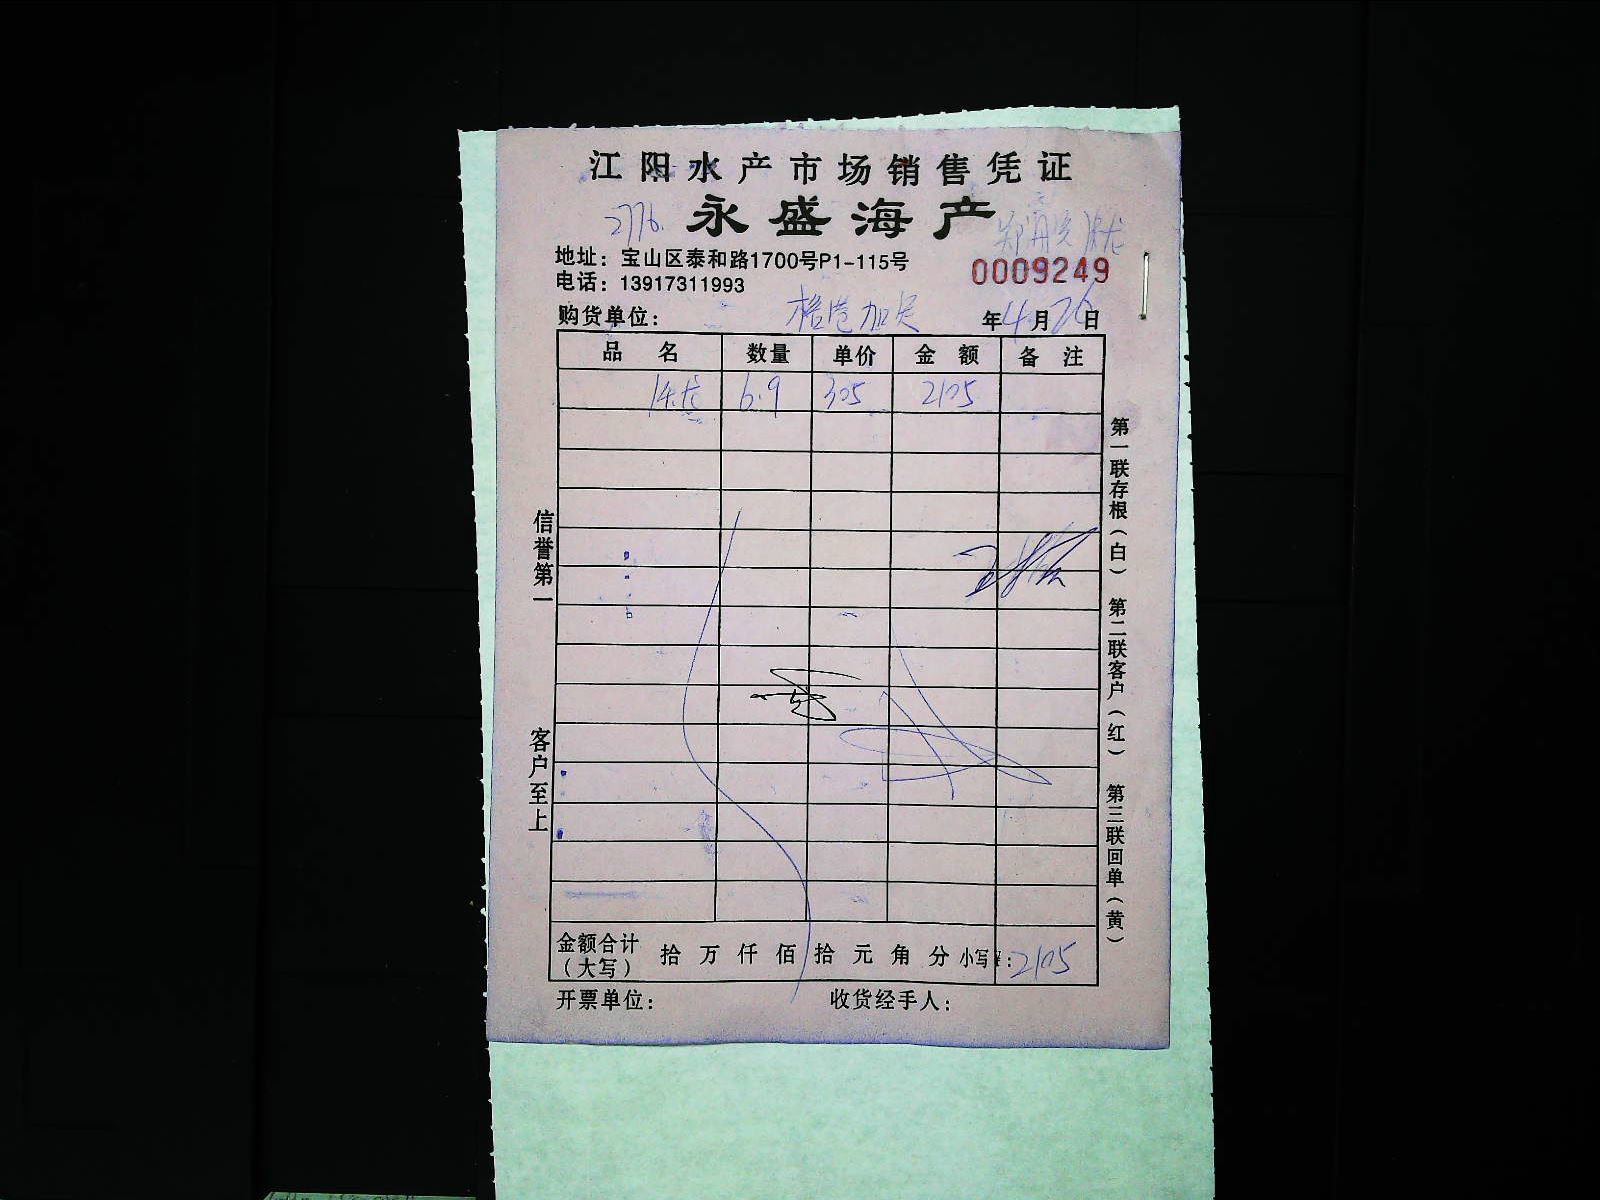 江阳水产市场销售凭证
2776. 永盛海产
地址：宝山区泰和路1700号P1-115号
电话：13917311993
0009249
购货单位： 年4月26日
品名 数量 单价 金额 备注
6.9 305 2105
信誉第一
客户至上
第一联存根（白） 第二联客户（红） 第三联回单（黄）
金额合计（大写） 拾 万 仟 佰 拾 元 角 分 小写¥：2105
开票单位： 收货经手人：